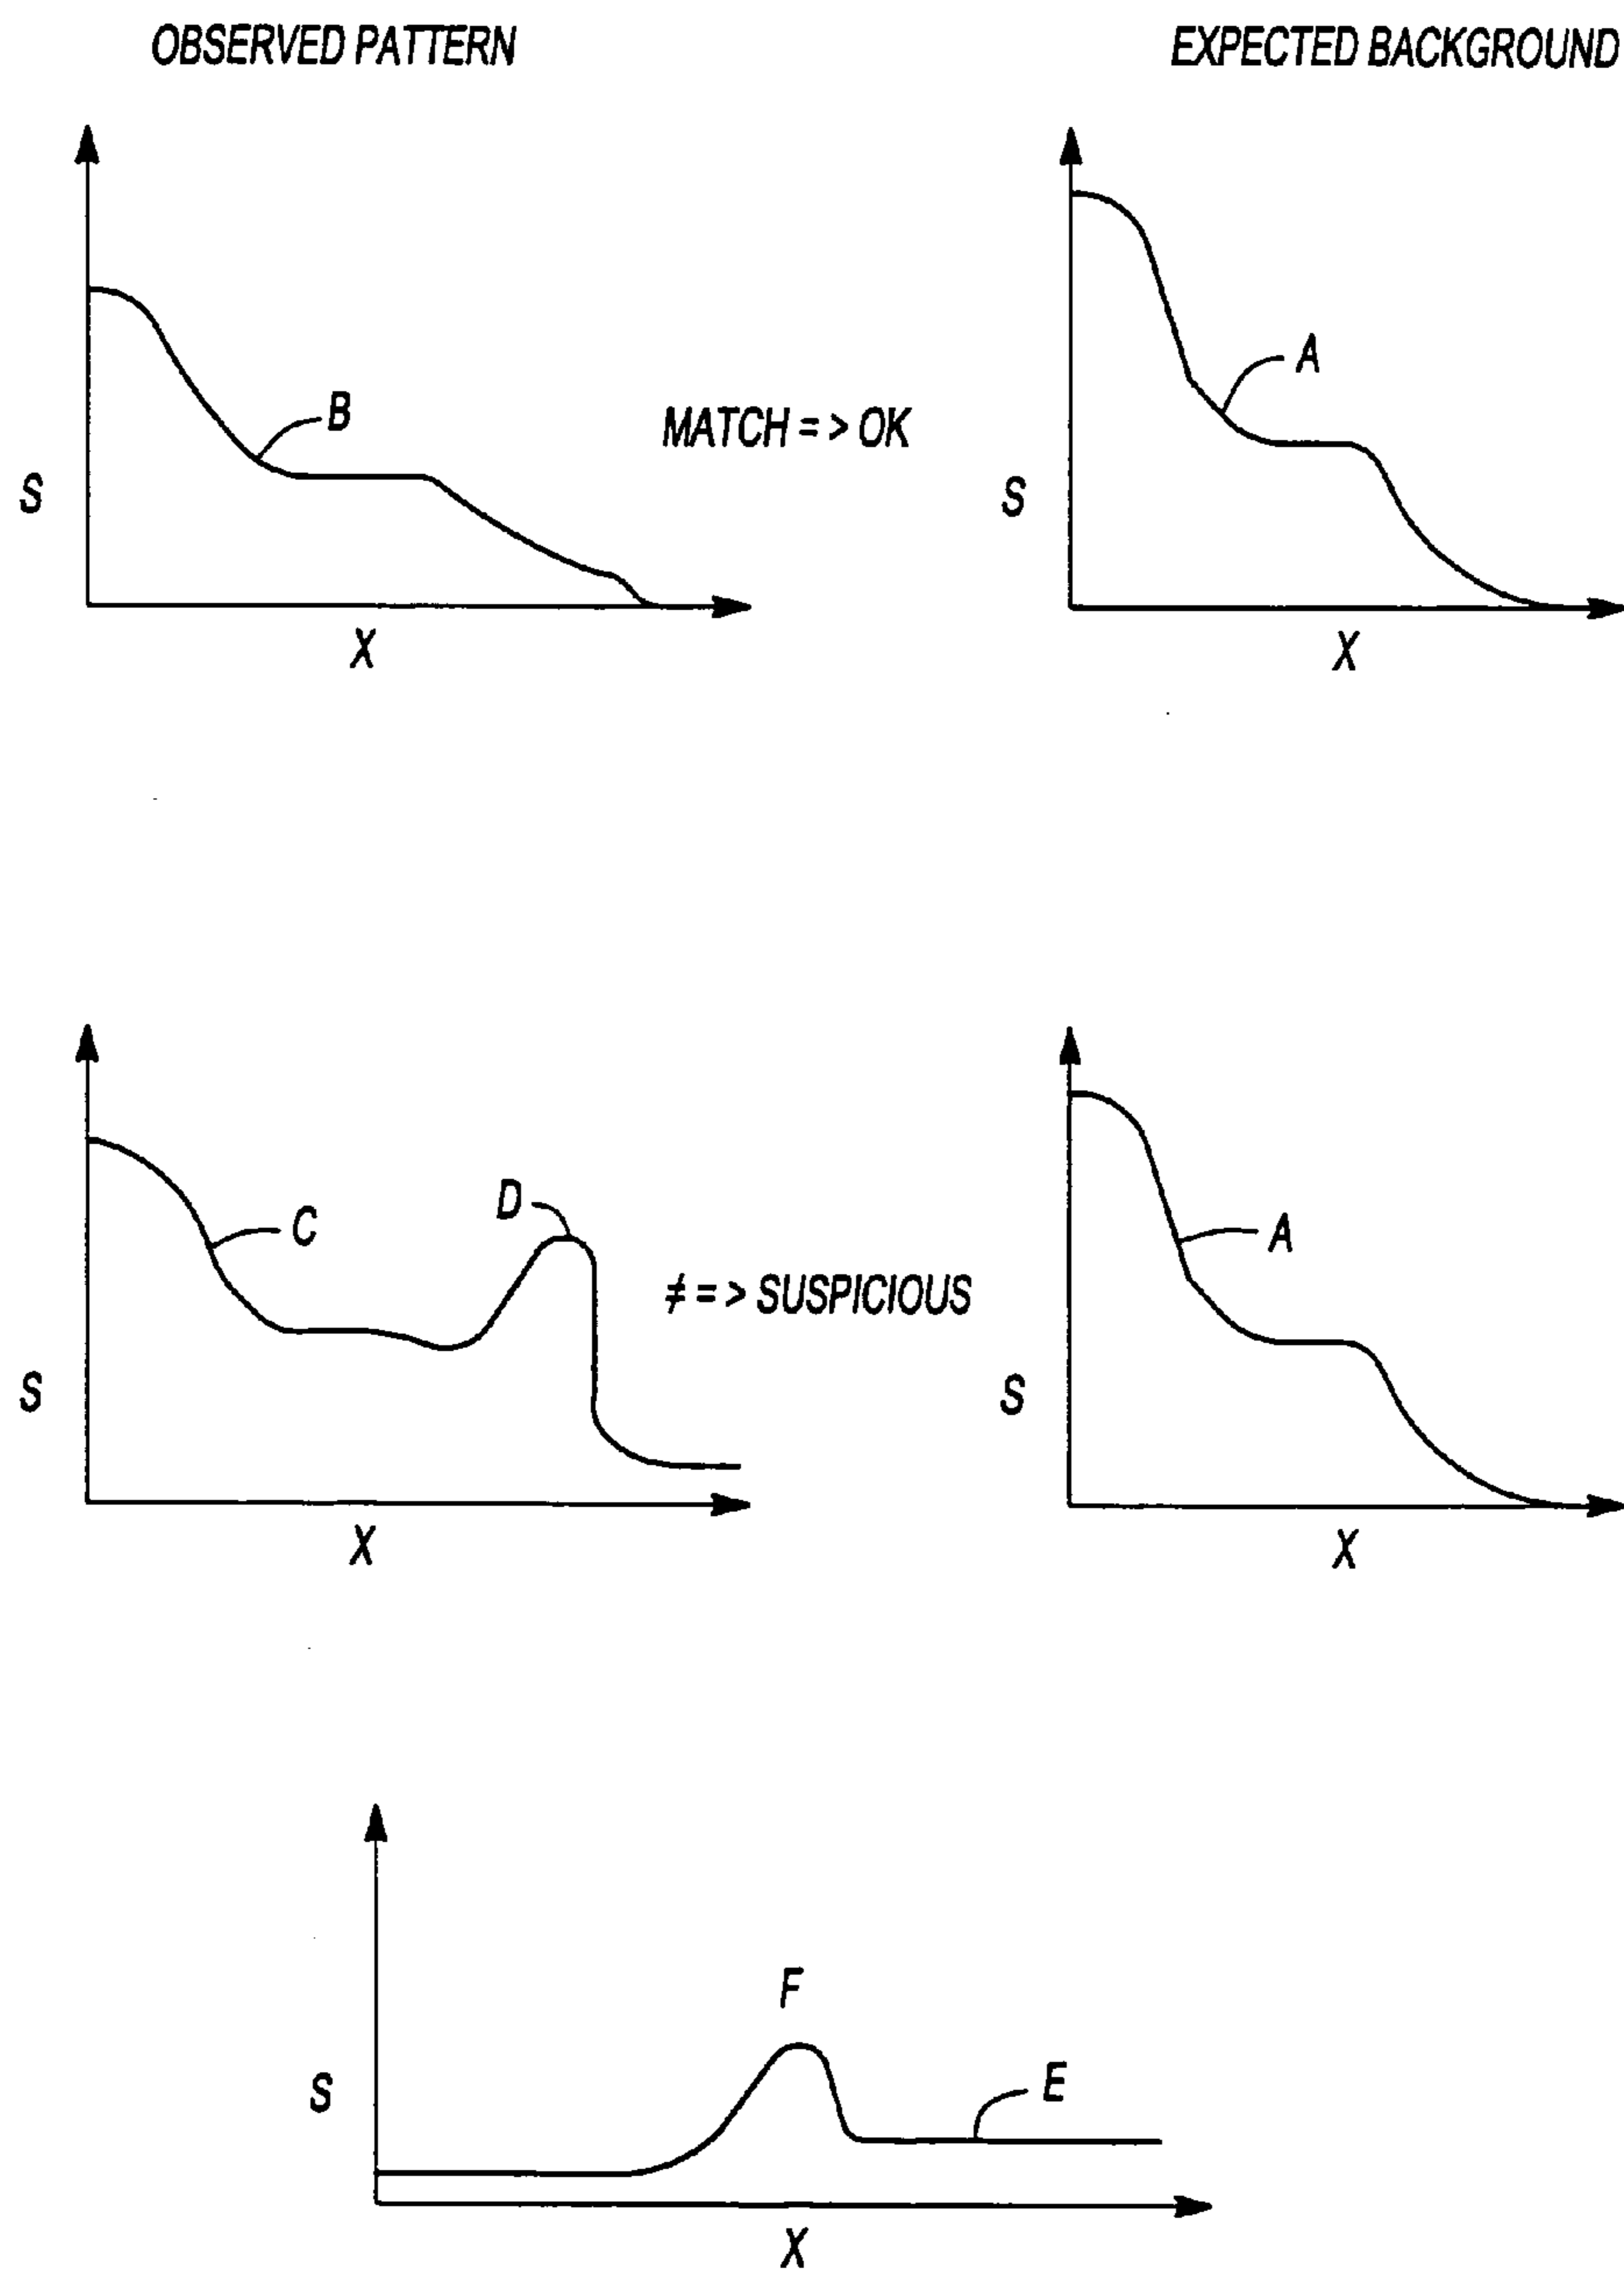 OBSERVED PATTERN
EXPECTED BACKGROUND
B
A
MATCH = > OK
S
S
X
X
D
C
A
≠ = > SUSPICIOUS
S
S
X
X
F
E
S
X